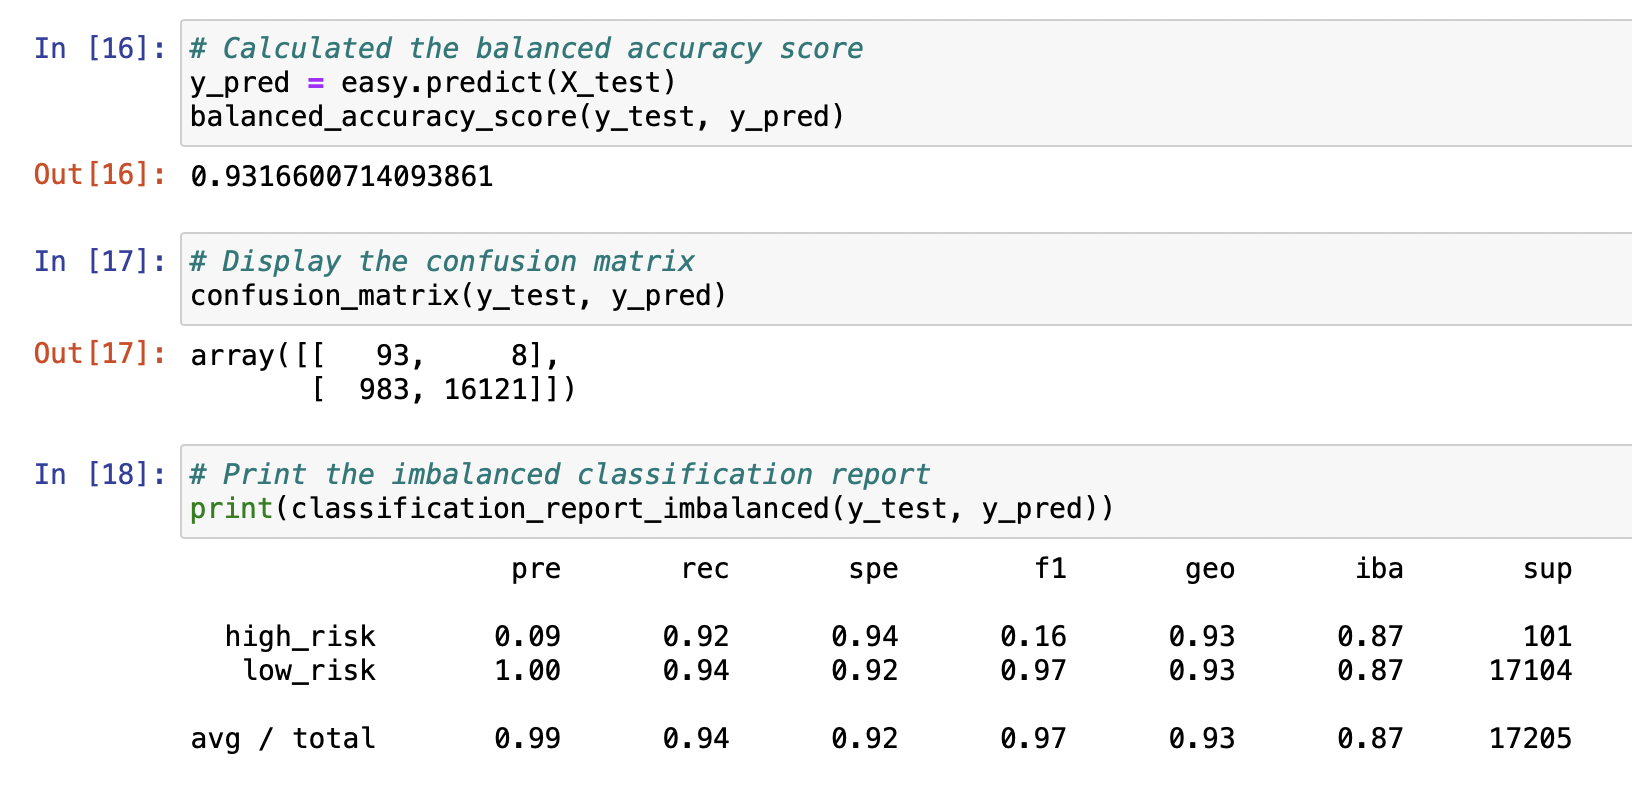 In [16]: # Calculated the balanced accuracy score
y_pred = easy.predict(X_test)
balanced_accuracy_score(y_test, y_pred)
Out[16]: 0.9316600714093861
In [17]: # Display the confusion matrix
confusion_matrix(y_test, y_pred)
Out[17]: array([[   93,     8],
       [  983, 16121]])
In [18]: # Print the imbalanced classification report
print(classification_report_imbalanced(y_test, y_pred))
pre rec spe f1 geo iba sup
high_risk 0.09 0.92 0.94 0.16 0.93 0.87 101
low_risk 1.00 0.94 0.92 0.97 0.93 0.87 17104
avg / total 0.99 0.94 0.92 0.97 0.93 0.87 17205